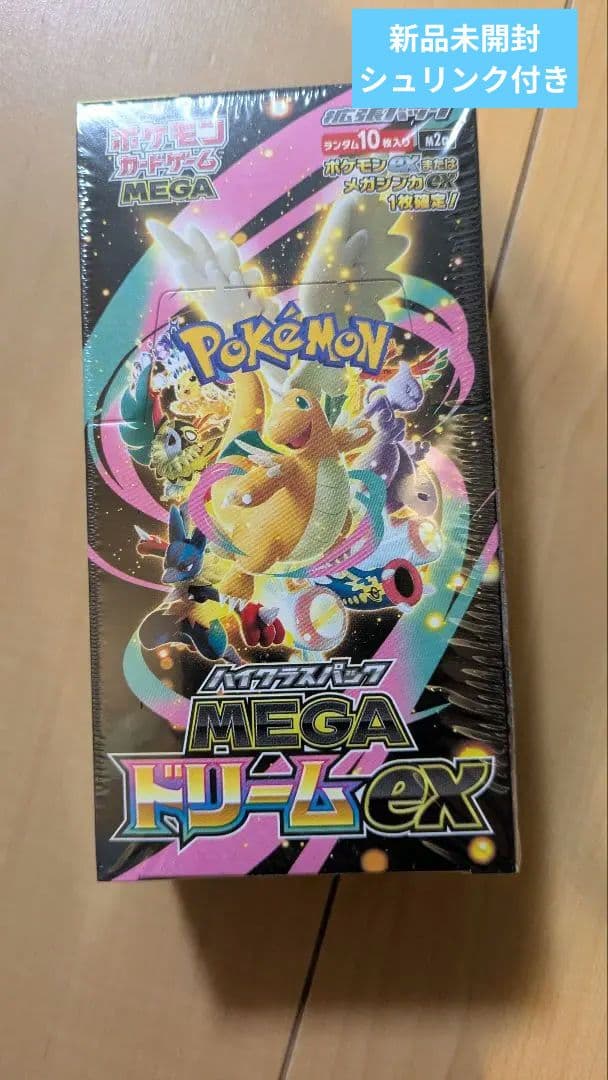 新品未開封
シュリンク付き
拡張パック
ポケモン
カードゲーム
MEGA
ランダム10枚入り
ポケモンexまたは
メガシンカex
1枚確定!
POKéMON
ハイクラスパック
MEGA
ドリームex